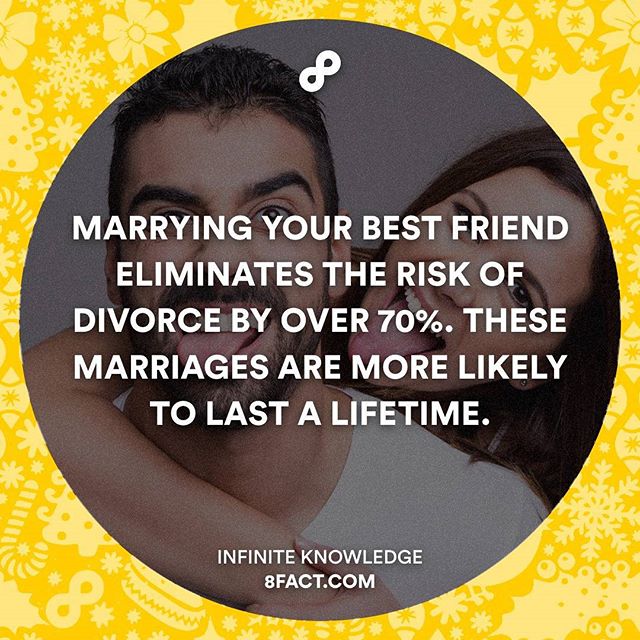 MARRYING YOUR BEST FRIEND
ELIMINATES THE RISK OF
DIVORCE BY OVER 70%. THESE
MARRIAGES ARE MORE LIKELY
TO LAST A LIFETIME.
INFINITE KNOWLEDGE
8FACT.COM